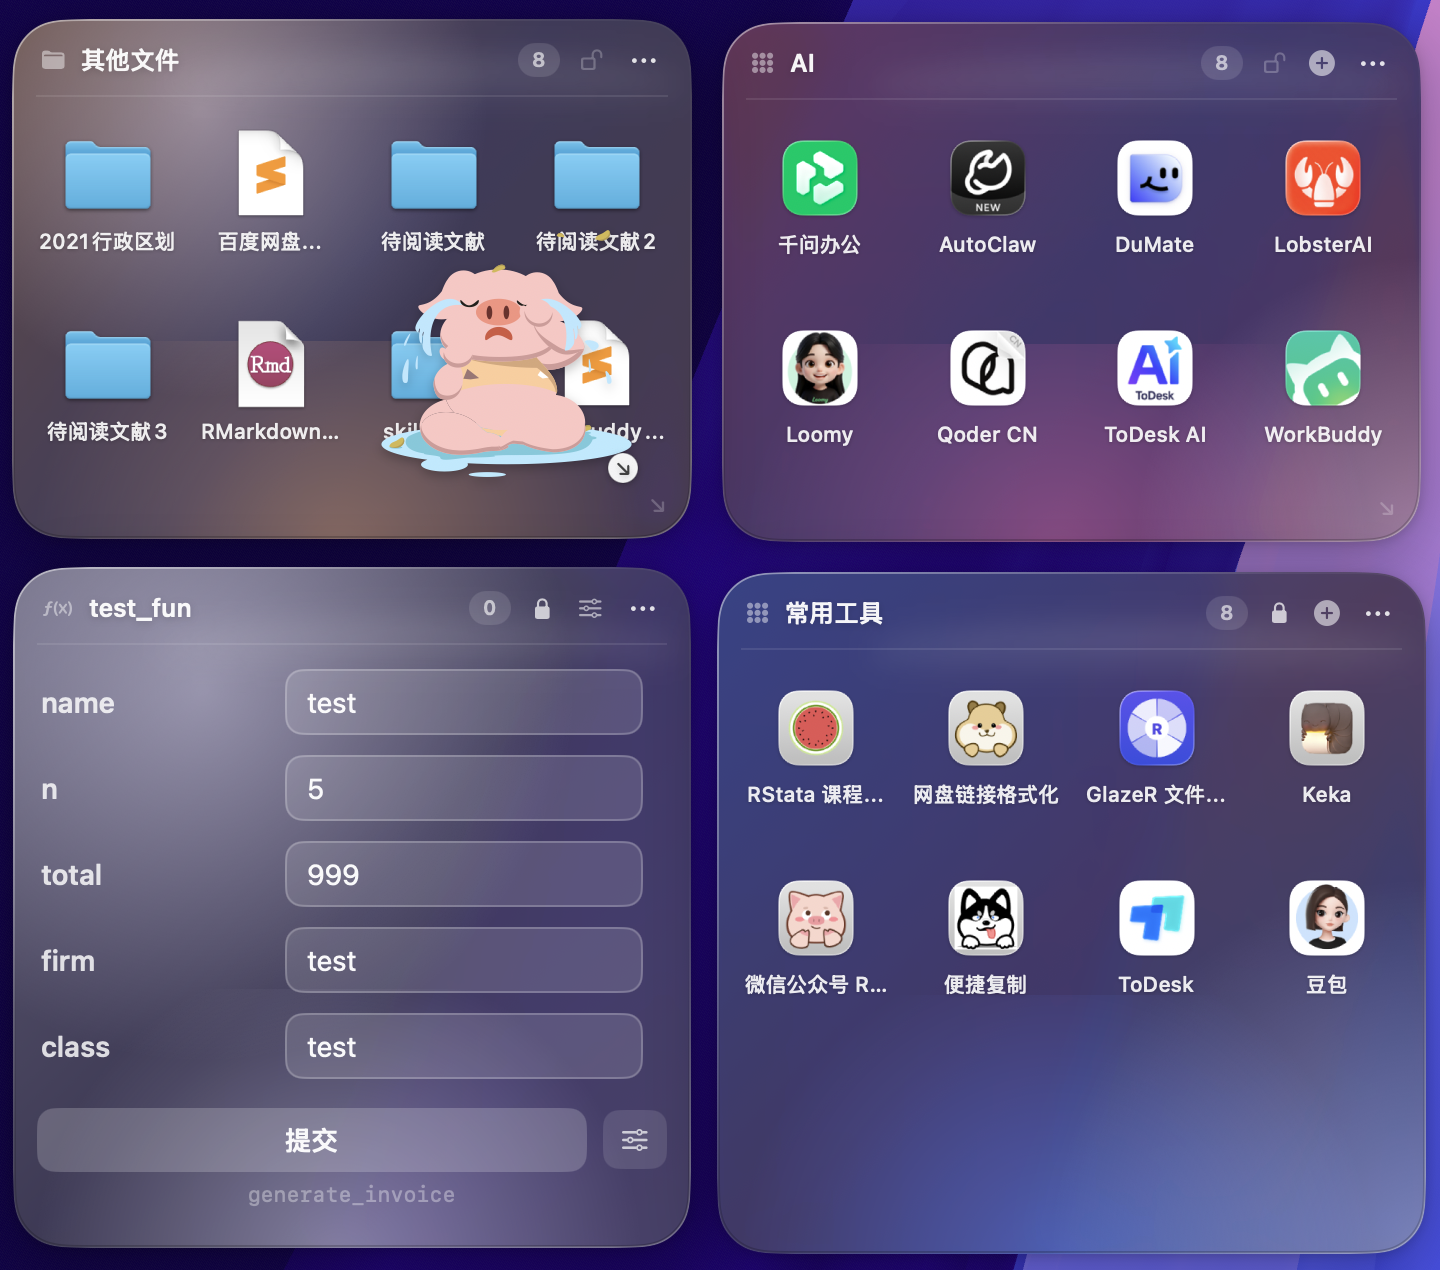 其他文件
8
2021行政区划
百度网盘...
待阅读文献
待阅读文献 2
Rmd
待阅读文献 3
RMarkdown...
AI
8
NEW
千问办公
AutoClaw
DuMate
LobsterAI
Loomy
CN
Ai
ToDesk
Loomy
Qoder CN
ToDesk AI
WorkBuddy
f(x)
test_fun
0
name
test
n
5
total
999
firm
test
class
test
提交
generate_invoice
常用工具
8
R
RStata 课程...
网盘链接格式化
GlazeR 文件...
Keka
微信公众号 R...
便捷复制
ToDesk
豆包